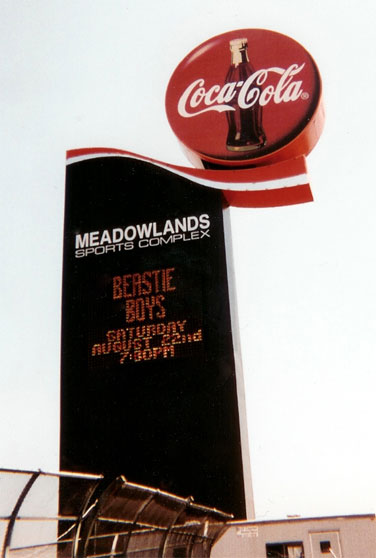 Coca-Cola®
MEADOWLANDS
SPORTS COMPLEX
BEASTIE
BOYS
SATURDAY
AUGUST 22nd
7:30PM